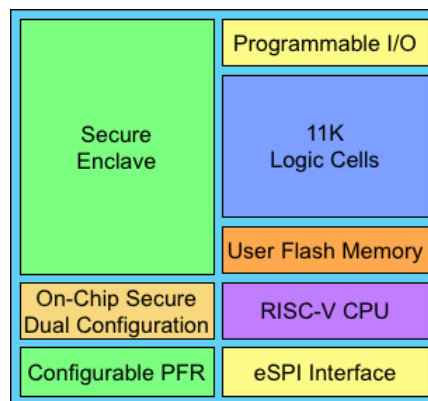 Secure
Enclave
On-Chip Secure
Dual Configuration
Configurable PFR
Programmable I/O
11K
Logic Cells
User Flash Memory
RISC-V CPU
eSPI Interface